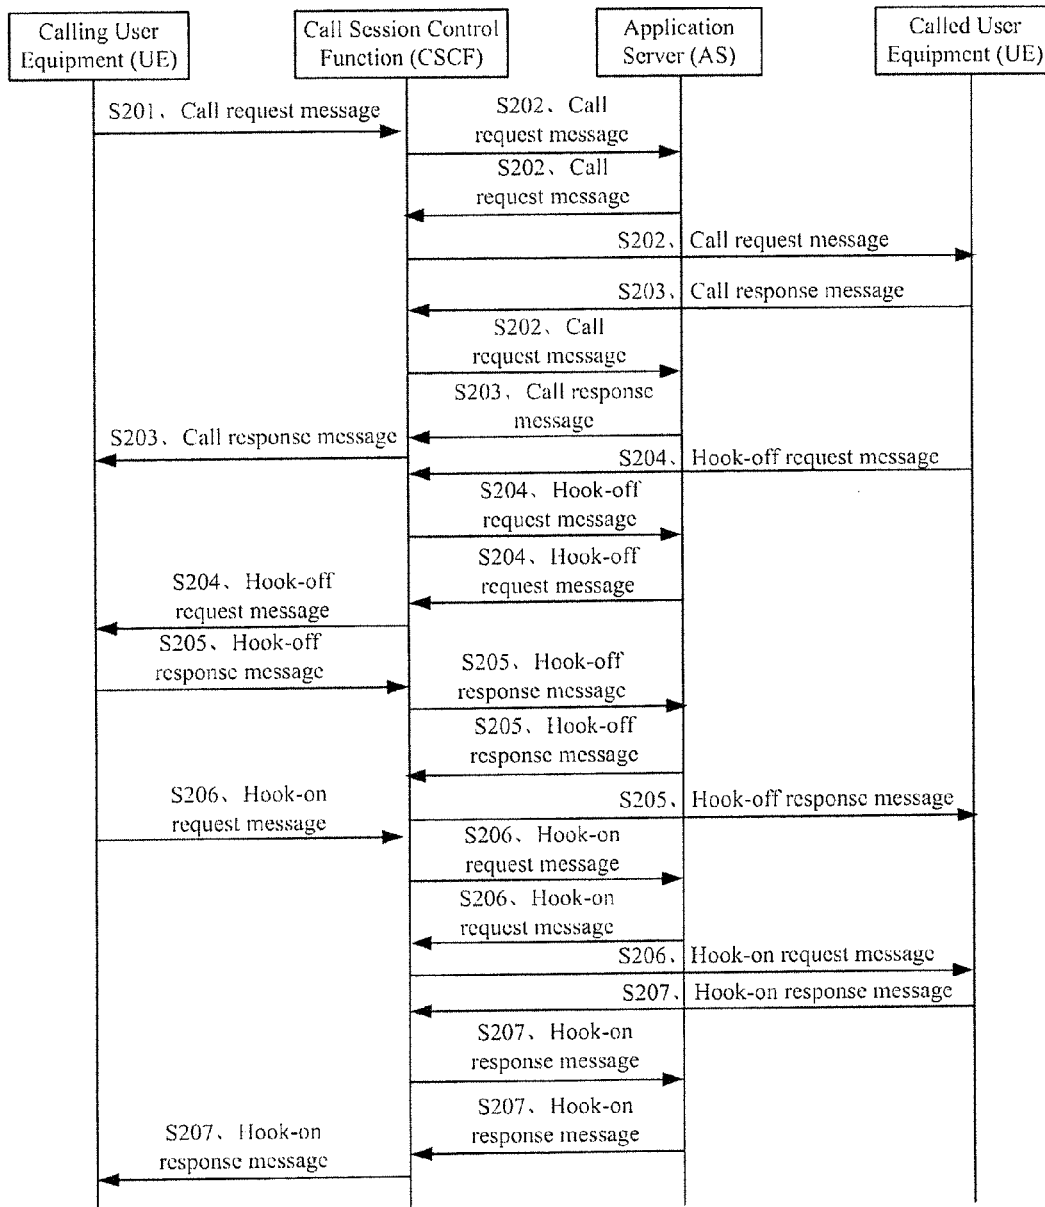 Calling User
Equipment (UE)
Call Session Control
Function (CSCF)
Application
Server (AS)
Called User
Equipment (UE)
S201、Call request message
S202、Call
request message
S202、Call
request message
S202、Call request message
S203、Call response message
S202、Call
request message
S203、Call response
message
S203、Call response message
S204、Hook-off request message
S204、Hook-off
request message
S204、Hook-off
request message
S204、Hook-off
request message
S205、Hook-off
response message
S205、Hook-off
response message
S205、Hook-off
response message
S206、Hook-on
request message
S205、Hook-off response message
S206、Hook-on
request message
S206、Hook-on
request message
S206、Hook-on request message
S207、Hook-on response message
S207、Hook-on
response message
S207、Hook-on
response message
S207、Hook-on
response message